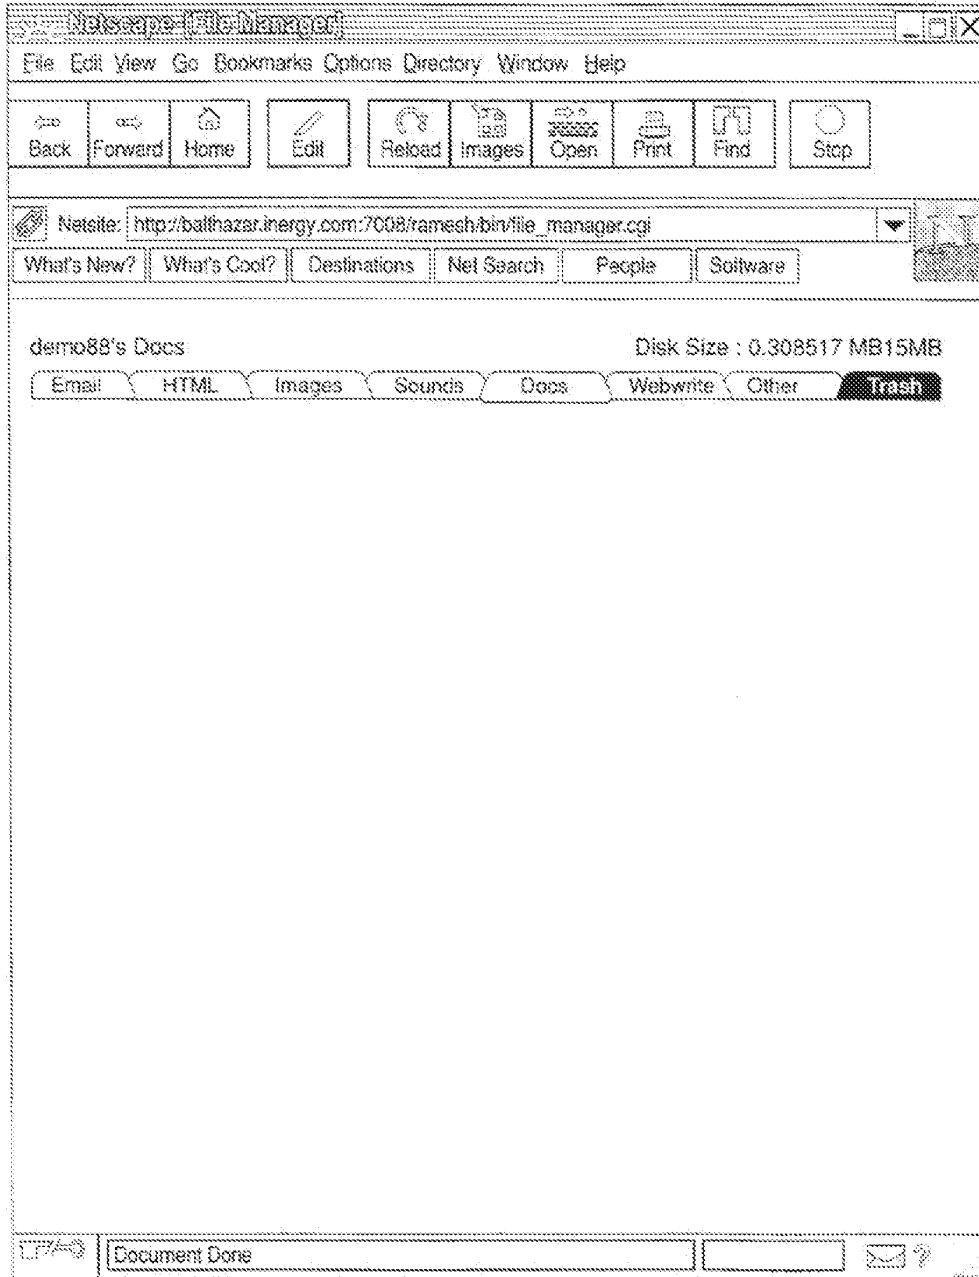 Netscape-[File Manager]
File Edit View Go Bookmarks Options Directory Window Help
Back Forward Home Edit Reload Images Open Print Find Stop
Netsite: http://balthazar.inergy.com:7008/ramesh/bin/file_manager.cgi
What's New? What's Cool? Destinations Net Search People Software
demo88's Docs Disk Size : 0.308517 MB15MB
Email HTML Images Sounds Docs Webwrite Other Trash
Document Done